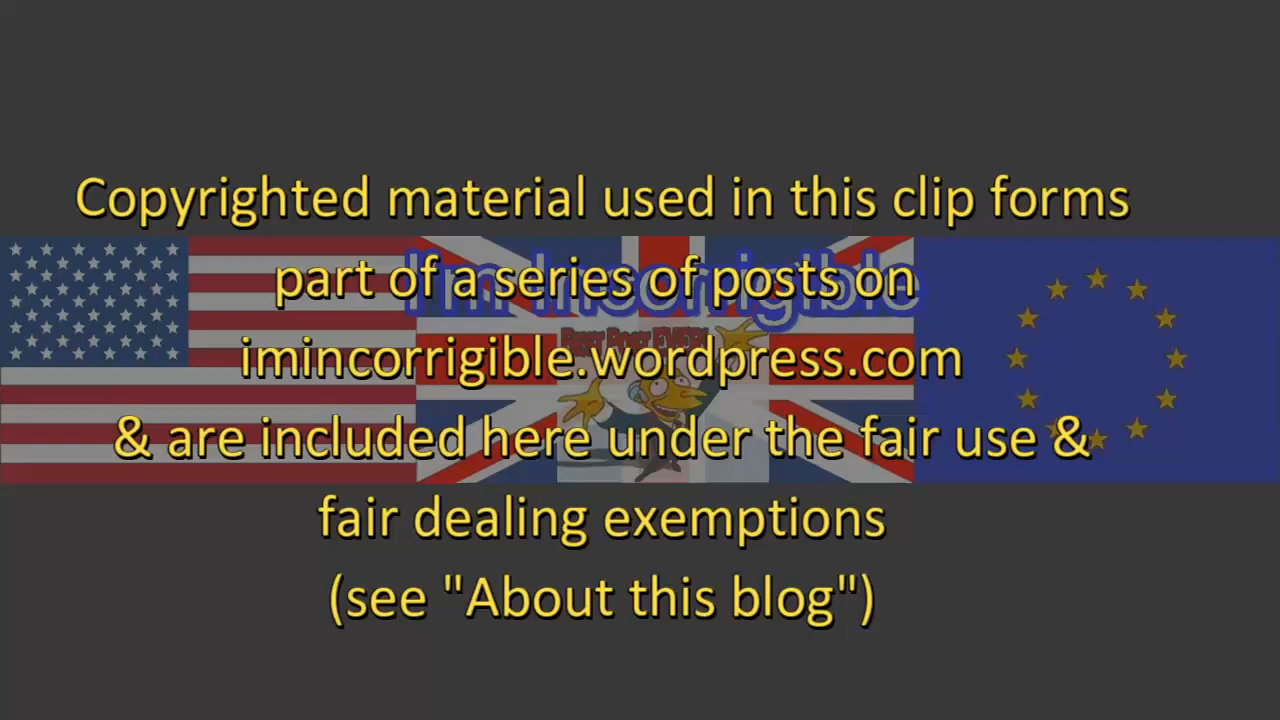 Copyrighted material used in this clip forms
part of a series of posts on
I'm Incorrigible
imincorrigible.wordpress.com
& are included here under the fair use &
fair dealing exemptions
(see "About this blog")